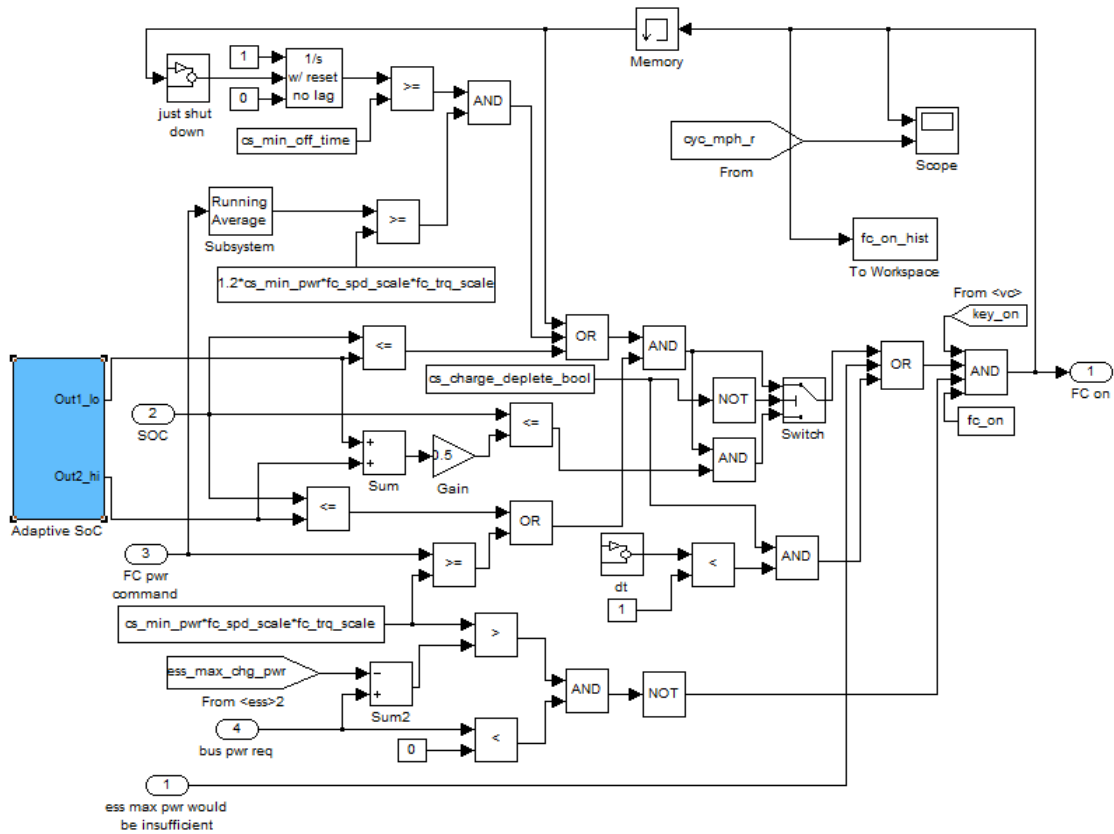 Memory
just shut
down
1
0
1/s
w/ reset
no lag
>=
AND
cs_min_off_time
cyc_mph_r
From
Scope
Running
Average
Subsystem
>=
1.2*cs_min_pwr*fc_spd_scale*fc_trq_scale
fc_on_hist
To Workspace
From <vc>
key_on
<=
OR
AND
OR
AND
1
FC on
fc_on
cs_charge_deplete_bool
NOT
Switch
Out1_lo
Out2_hi
Adaptive SoC
2
SOC
+
+
Sum
0.5
Gain
<=
AND
<=
OR
3
FC pwr
command
>=
dt
<
1
AND
cs_min_pwr*fc_spd_scale*fc_trq_scale
>
ess_max_chg_pwr
From <ess>2
−
+
Sum2
AND
NOT
4
bus pwr req
0
<
1
ess max pwr would
be insufficient